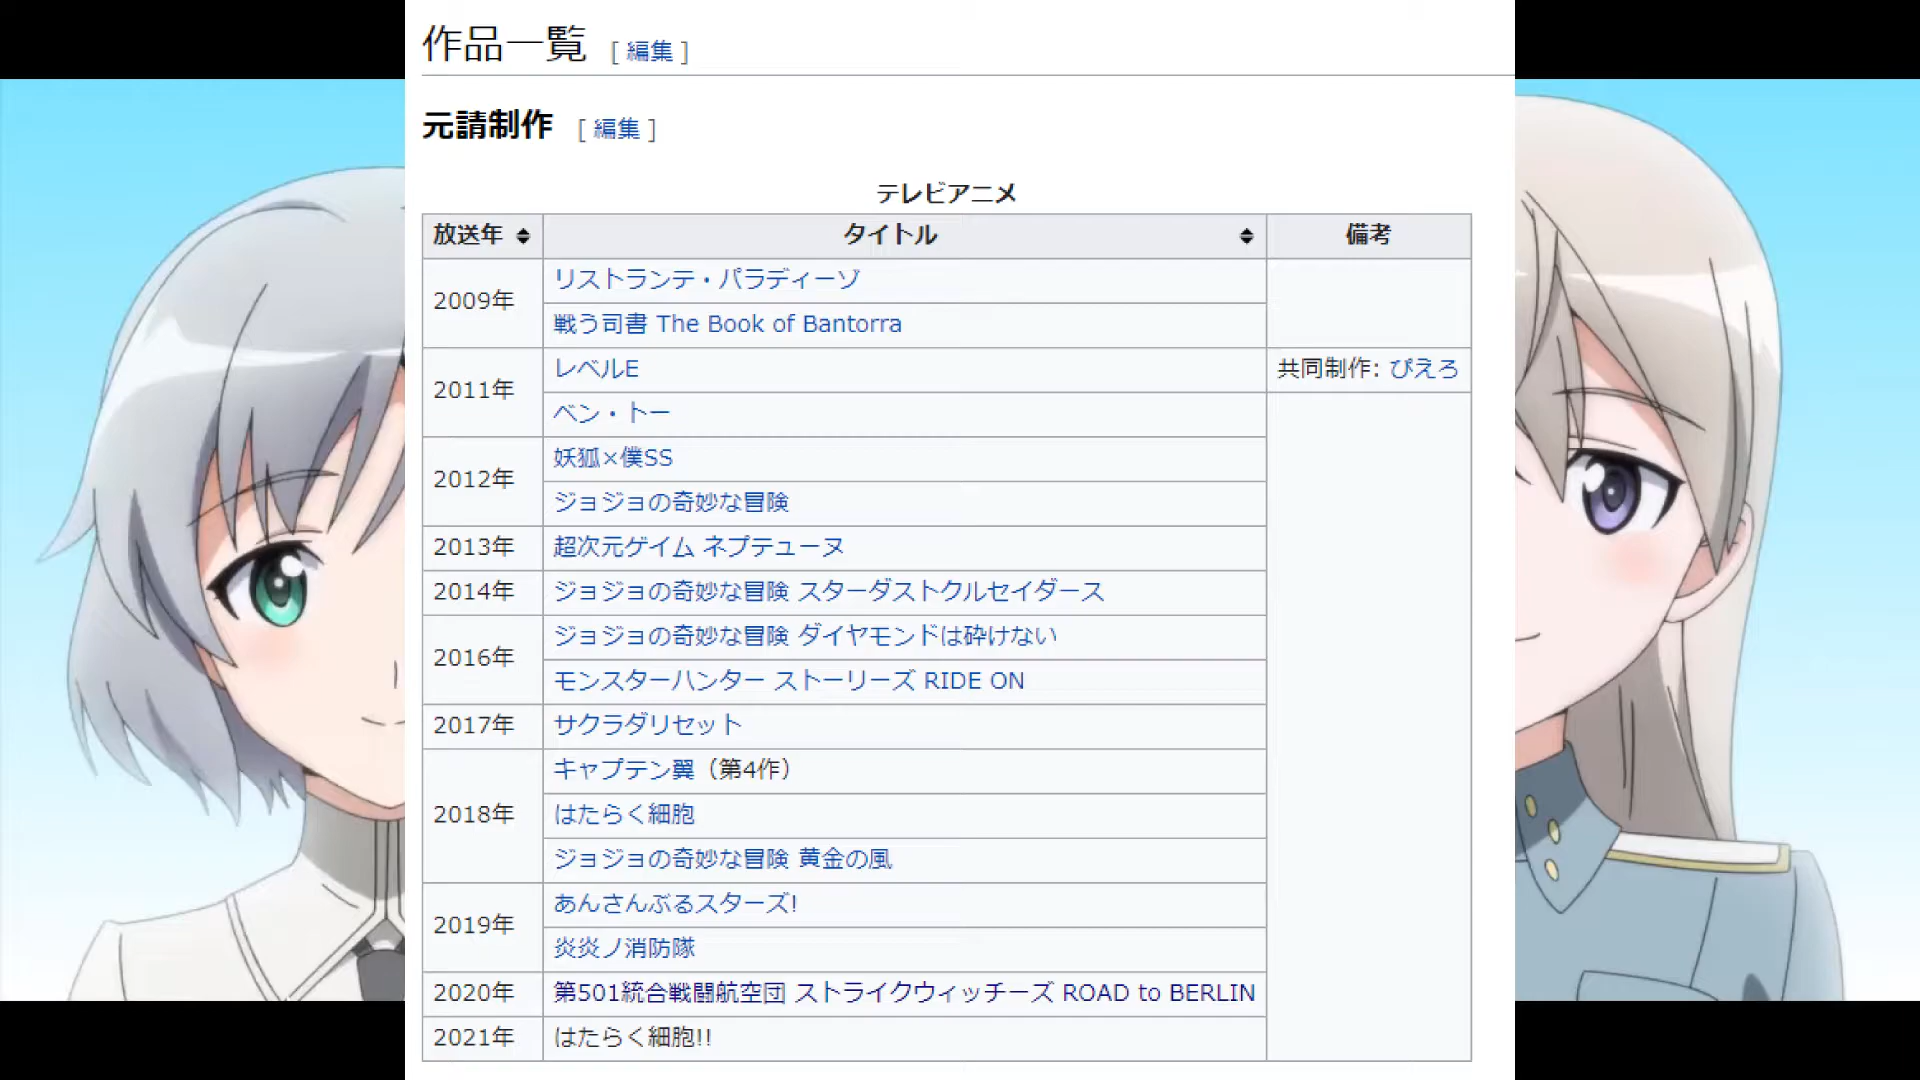 作品一覧 [ 編集 ]
元請制作 [ 編集 ]
テレビアニメ
放送年 タイトル 備考
2009年 リストランテ・パラディーゾ
戦う司書 The Book of Bantorra
2011年 レベルE 共同制作: ぴえろ
ベン・トー
2012年 妖狐×僕SS
ジョジョの奇妙な冒険
2013年 超次元ゲイム ネプテューヌ
2014年 ジョジョの奇妙な冒険 スターダストクルセイダース
2016年 ジョジョの奇妙な冒険 ダイヤモンドは砕けない
モンスターハンター ストーリーズ RIDE ON
2017年 サクラダリセット
2018年 キャプテン翼（第4作）
はたらく細胞
ジョジョの奇妙な冒険 黄金の風
2019年 あんさんぶるスターズ!
炎炎ノ消防隊
2020年 第501統合戦闘航空団 ストライクウィッチーズ ROAD to BERLIN
2021年 はたらく細胞!!